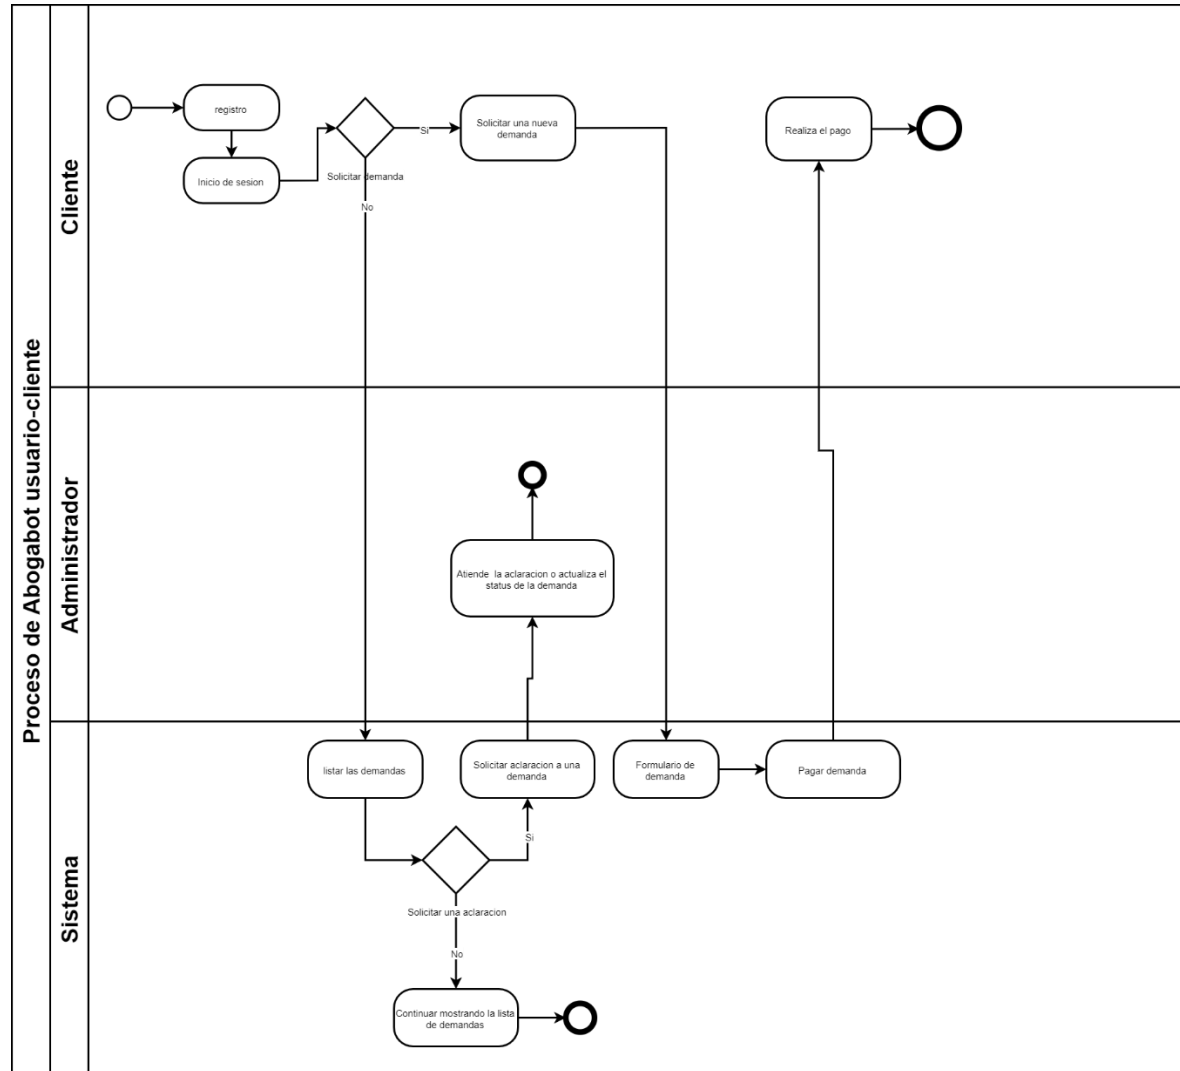 Proceso de Abogabot usuario-cliente
Cliente
registro
Inicio de sesion
Solicitar demanda
Si
No
Solicitar una nueva
demanda
Realiza el pago
Administrador
Atiende la aclaracion o actualiza el
status de la demanda
Sistema
listar las demandas
Solicitar aclaracion a una
demanda
Formulario de
demanda
Pagar demanda
Si
Solicitar una aclaracion
No
Continuar mostrando la lista
de demandas